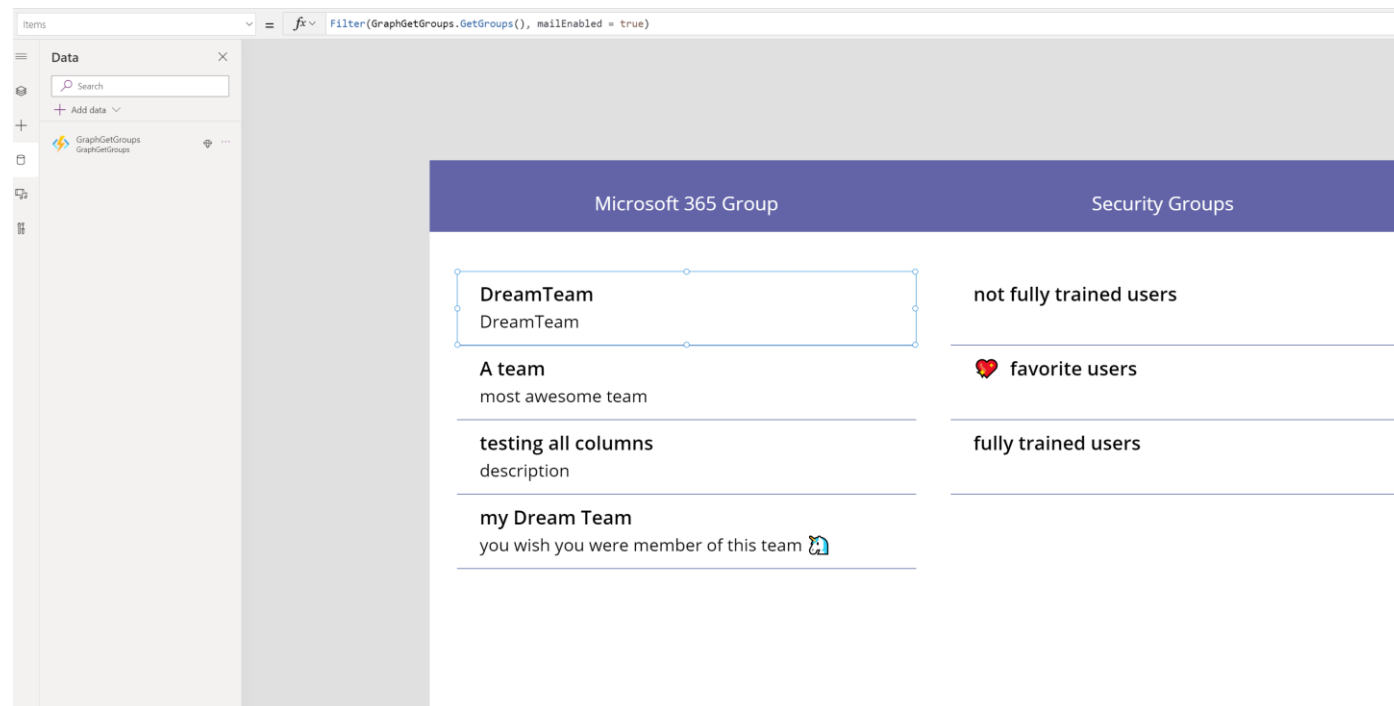 Items
= fx Filter(GraphGetGroups.GetGroups(), mailEnabled = true)
Data
Search
Add data
GraphGetGroups
GraphGetGroups
Microsoft 365 Group
Security Groups
DreamTeam
DreamTeam
A team
most awesome team
testing all columns
description
my Dream Team
you wish you were member of this team 🦄
not fully trained users
💖 favorite users
fully trained users